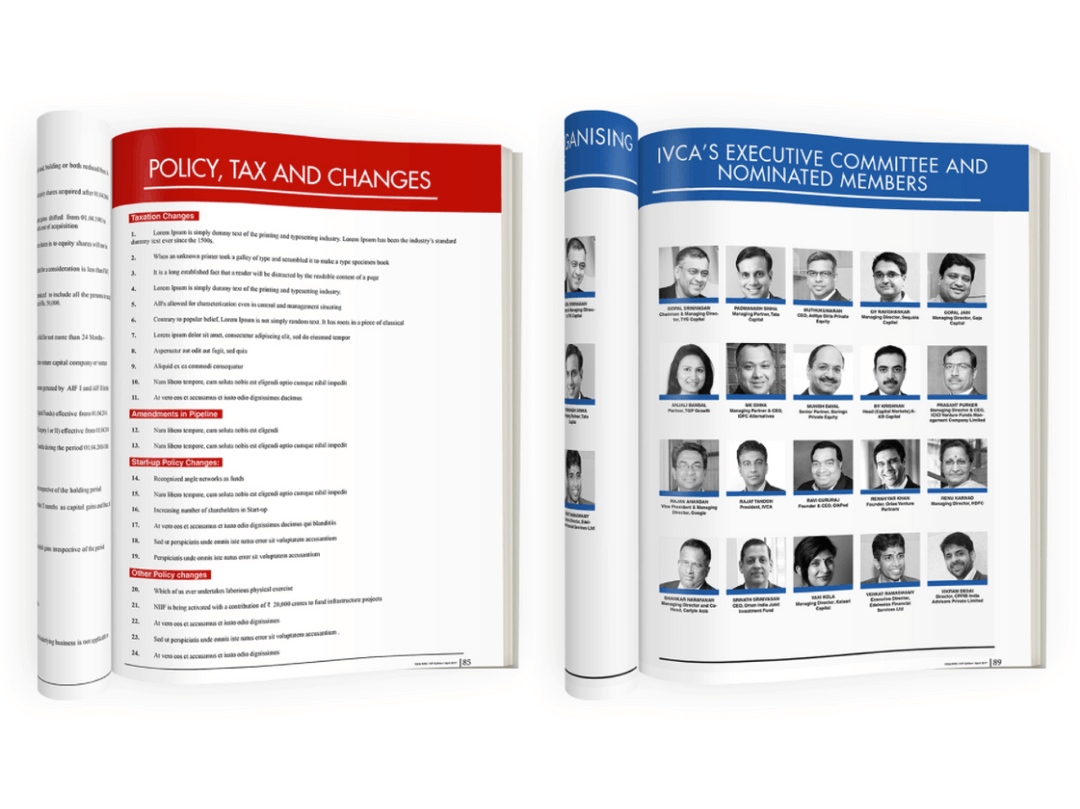 POLICY, TAX AND CHANGES
Taxation Changes
1. Lorem Ipsum is simply dummy text of the printing and typesetting industry. Lorem Ipsum has been the industry's standard
dummy text ever since the 1500s,
2. When an unknown printer took a galley of type and scrambled it to make a type specimen book
3. It is a long established fact that a reader will be distracted by the readible content of a page
4. Lorem Ipsum is simply dummy text of the printing and typesetting industry.
5. AIFs allowed for characterization even in control and management situating
6. Contrary to popular belief, Lorem Ipsum is not simply random text. It has roots in a piece of classical
7. Lorem ipsum dolor sit amet, consectetur adipiscing elit, sed do eiusmod tempor
8. Aspernatur aut odit aut fugit, sed quia
9. Aliquid ex ea commodi consequatur
10. Nam libero tempore, cum soluta nobis est eligendi optio cumque nihil impedit
11. At vero eos et accusamus et iusto odio dignissimos ducimus
Amendments in Pipeline
12. Nam libero tempore, cum soluta nobis est eligendi
13. Nam libero tempore, cum soluta nobis est eligendi optio cumque nihil impedit
Start-up Policy Changes:
14. Recognized angle networks as funds
15. Nam libero tempore, cum soluta nobis est eligendi optio cumque nihil impedit
16. Increasing number of shareholders in Start-up
17. At vero eos et accusamus et iusto odio dignissimos ducimus qui blanditiis
18. Sed ut perspiciatis unde omnis iste natus error sit voluptatem accusantium
19. Perspiciatis unde omnis iste natus error sit voluptatem accusantium
Other Policy changes
20. Which of us ever undertakes laborious physical exercise
21. NIIF is being activated with a contribution of ₹ 20,000 crores to fund infrastructure projects
22. At vero eos et accusamus et iusto odio dignissimos
23. Sed ut perspiciatis unde omnis iste natus error sit voluptatem accusantium .
24. At vero eos et accusamus et iusto odio dignissimos
85
GANISING
IVCA'S EXECUTIVE COMMITTEE AND
NOMINATED MEMBERS
GOPAL SRINIVASAN
Chairman & Managing Direc-
tor, TVS Capital
PADMANABH SINHA
Managing Partner, Tata
Capital
MUTHUKUMARAN
CEO, Aditya Birla Private
Equity
GV RAVISHANKAR
Managing Director, Sequoia
Capital
GOPAL JAIN
Managing Director, Gaja
Capital
ANJALI BANSAL
Partner, TGP Growth
MK SINHA
Managing Partner & CEO,
IDFC Alternatives
MUNISH
Senior Partner, Barings
Private Equity
KRISHNAN
Head (Capital Markets)
Capital
PRASHANT PURKER
Managing Director & CEO,
ICICI Venture Funds Man-
agement Company Limited
RAJAN ANANDAN
Vice President & Managing
Director, Google
RAJAT TANDON
President, IVCA
RAVI GURURAJ
Founder & CEO, QikPod
REHANYAR KHAN
Founder, Orios Venture
Partners
RENU KARNAD
Managing Director, HDFC
SHANKAR NARAYANAN
Managing Director and Co-
Head, Carlyle Asia
SRINATH SRINIVASAN
CEO, Oman India Joint
Investment Fund
VANI KOLA
Managing Director, Kalaari
Capital
VENKAT RAMASWAMY
Executive Director,
Edelweiss Financial
Services Ltd
VIKRAM DESAI
Director, CPPIB India
Advisors Private Limited
89